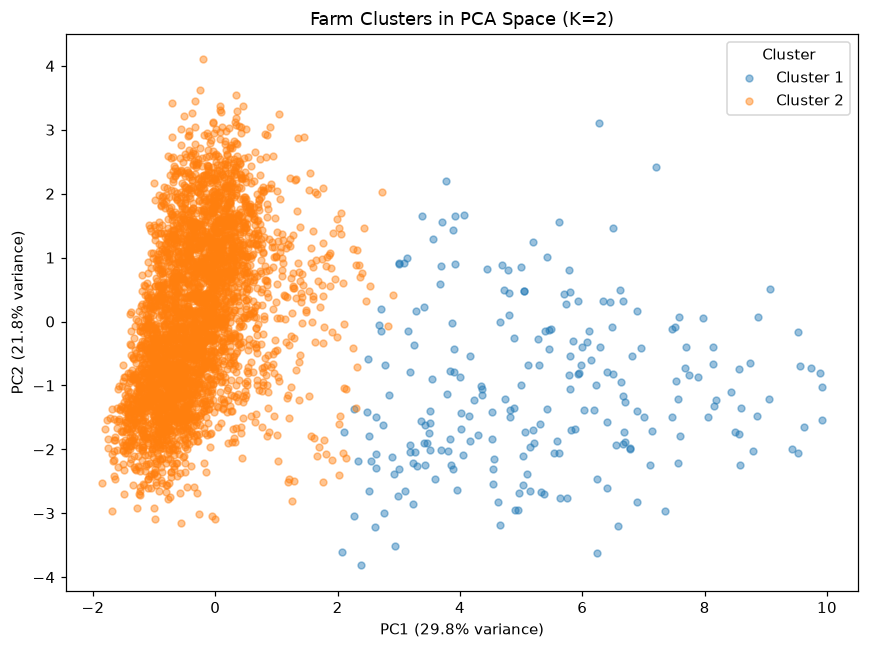 Farm Clusters in PCA Space (K=2)
Cluster
Cluster 1
Cluster 2
4
3
2
1
0
−1
−2
−3
−4
PC2 (21.8% variance)
−2
0
2
4
6
8
10
PC1 (29.8% variance)